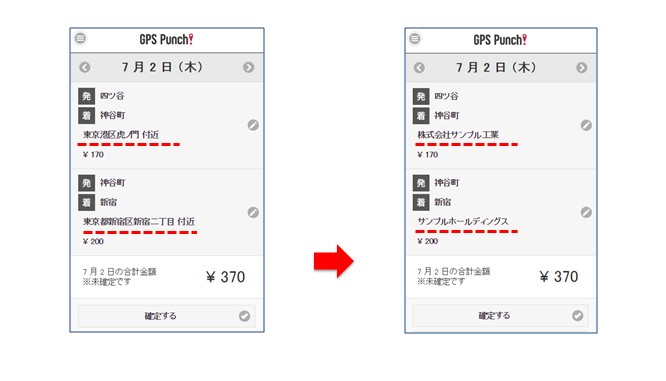 GPS Punch!
7月2日（木）
発 四ツ谷
着 神谷町
東京港区虎ノ門 付近
¥ 170
発 神谷町
着 新宿
東京都新宿区新宿二丁目 付近
¥ 200
7月2日の合計金額
※未確定です
¥ 370
確定する
GPS Punch!
7月2日（木）
発 四ツ谷
着 神谷町
株式会社サンプル工業
¥ 170
発 神谷町
着 新宿
サンプルホールディングス
¥ 200
7月2日の合計金額
※未確定です
¥ 370
確定する